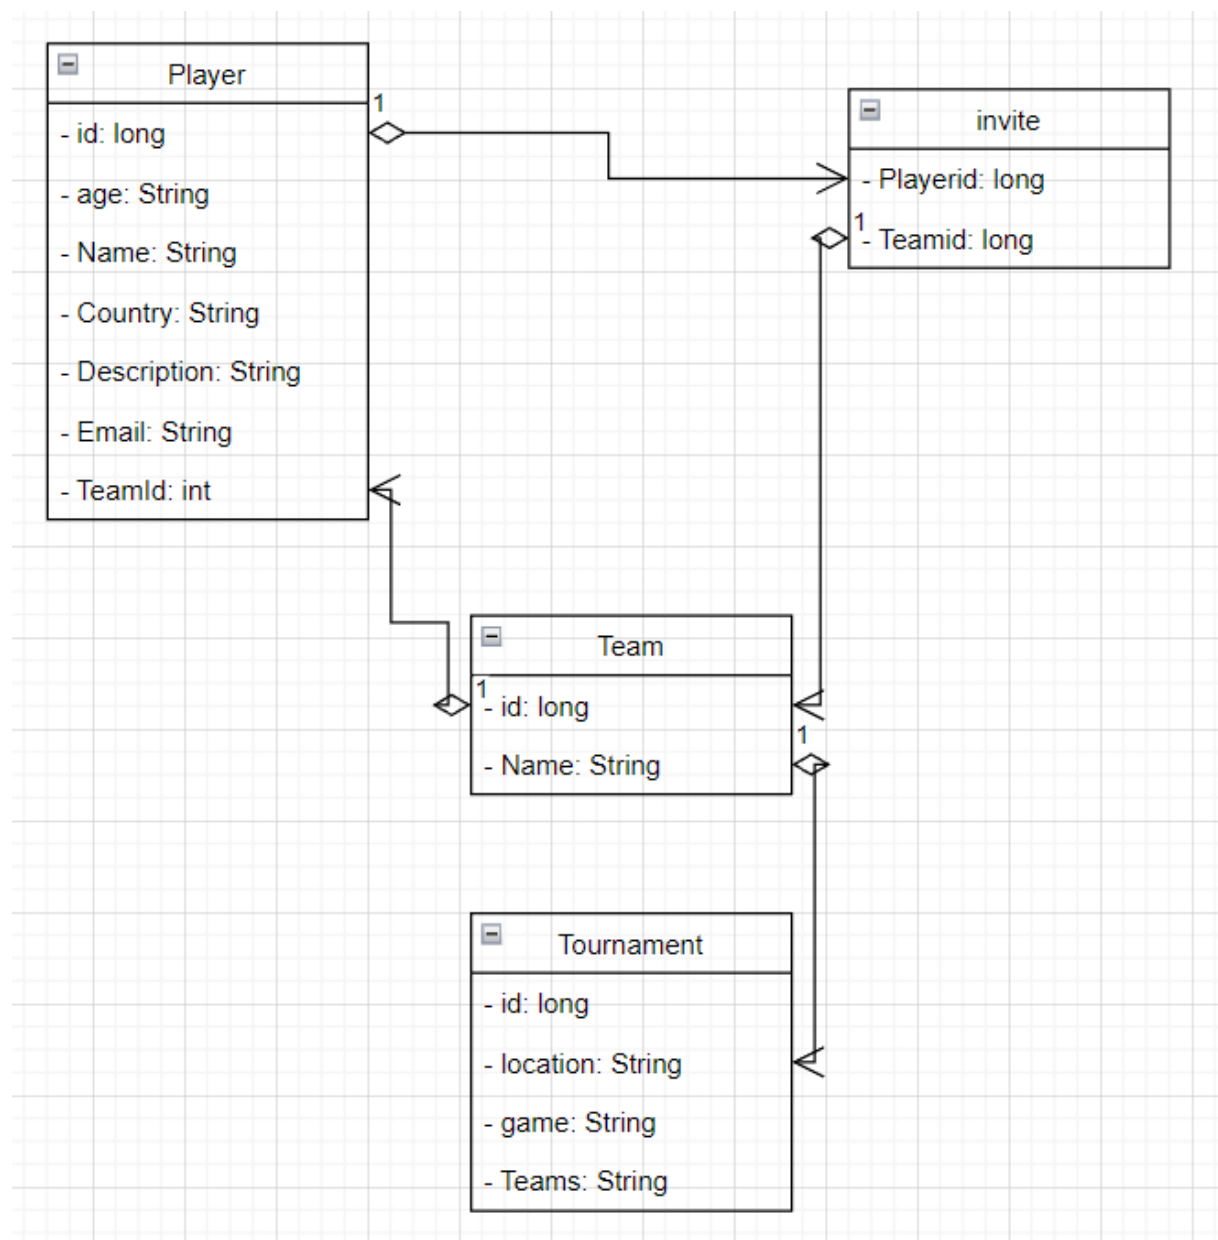 Player
- id: long
- age: String
- Name: String
- Country: String
- Description: String
- Email: String
- TeamId: int
1
invite
- Playerid: long
1
- Teamid: long
Team
1
- id: long
- Name: String
1
Tournament
- id: long
- location: String
- game: String
- Teams: String